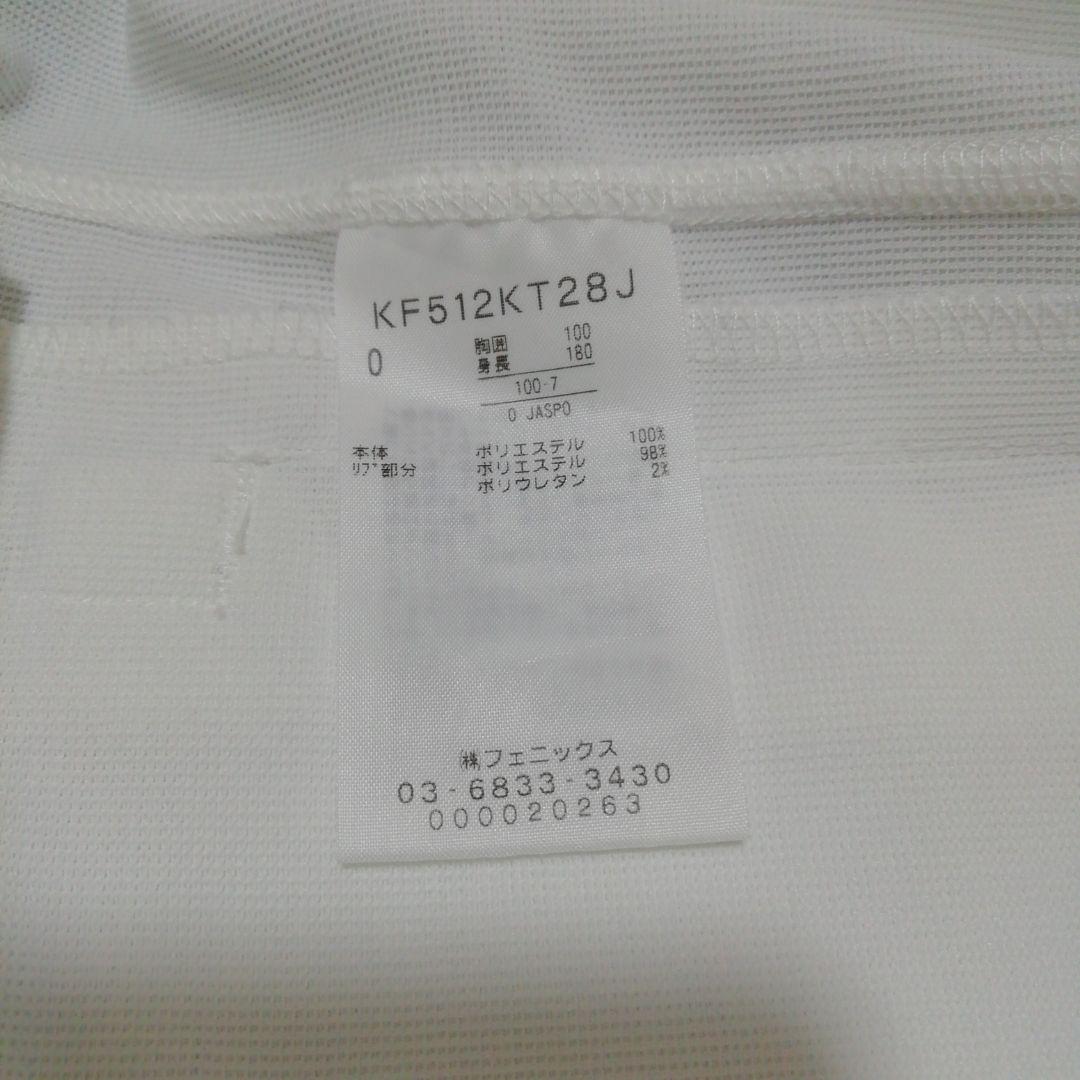 KF512KT28J
0 胸囲 100
身長 180
100-7
0 JASPO
本体 ポリエステル 100%
ﾘﾌﾞ部分 ポリエステル 98%
ポリウレタン 2%
㈱フェニックス
03-6833-3430
000020263